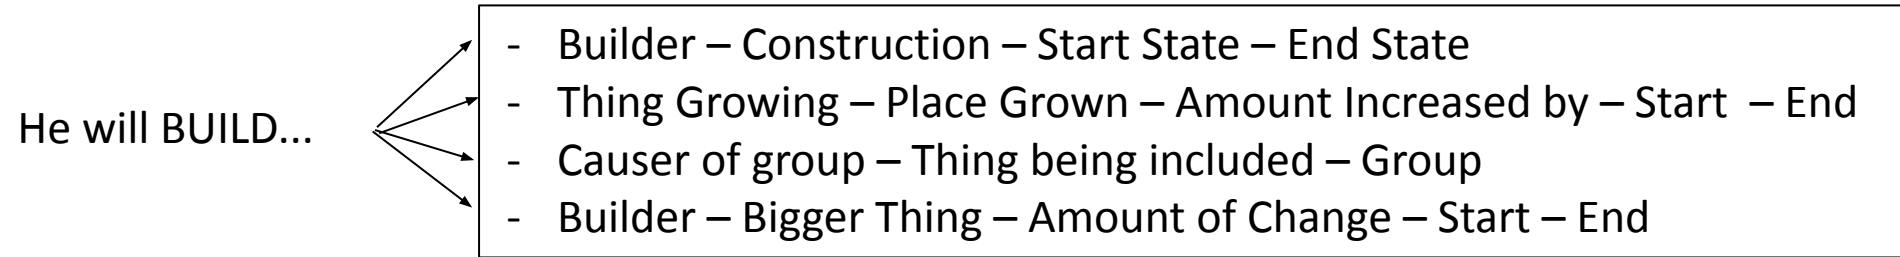 He will BUILD...
- Builder – Construction – Start State – End State
- Thing Growing – Place Grown – Amount Increased by – Start – End
- Causer of group – Thing being included – Group
- Builder – Bigger Thing – Amount of Change – Start – End